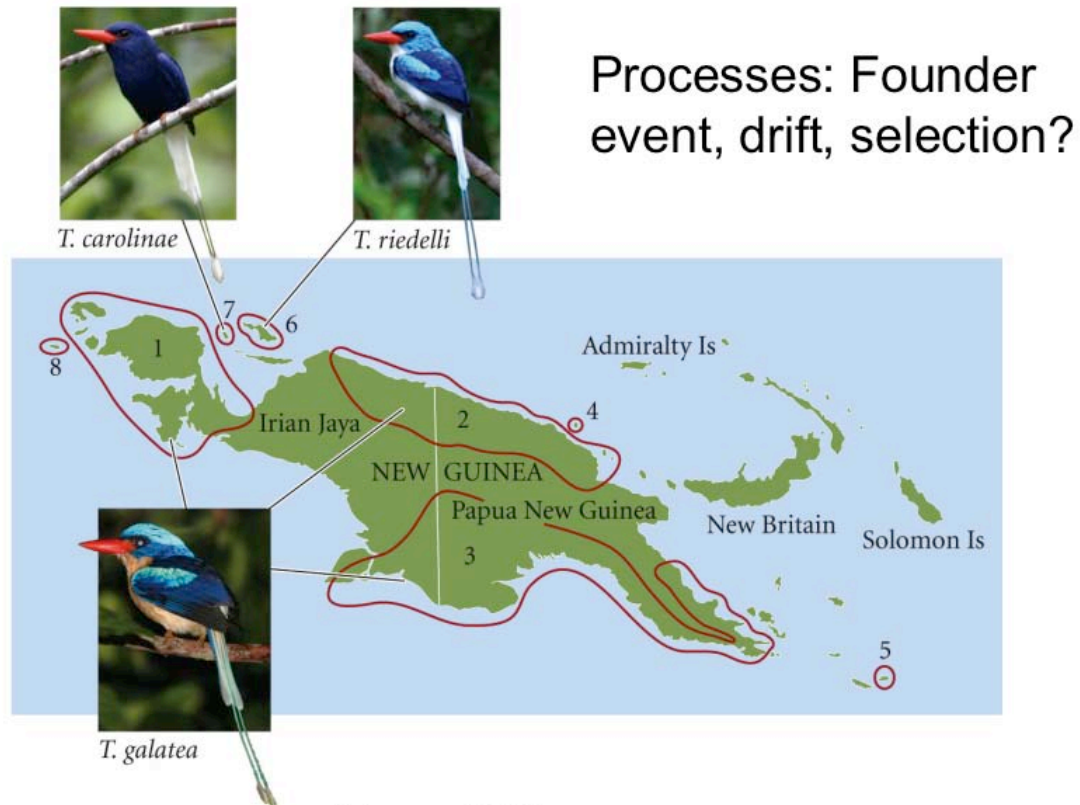 Processes: Founder
event, drift, selection?
T. carolinae
T. riedelli
7
6
1
8
Admiralty Is
Irian Jaya
2
4
NEW GUINEA
Papua New Guinea
New Britain
Solomon Is
3
5
T. galatea